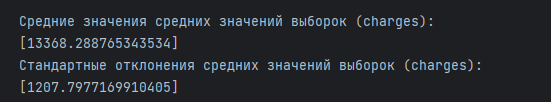 Средние значения средних значений выборок (charges):
[13368.288765343534]
Стандартные отклонения средних значений выборок (charges):
[1207.7977169910405]